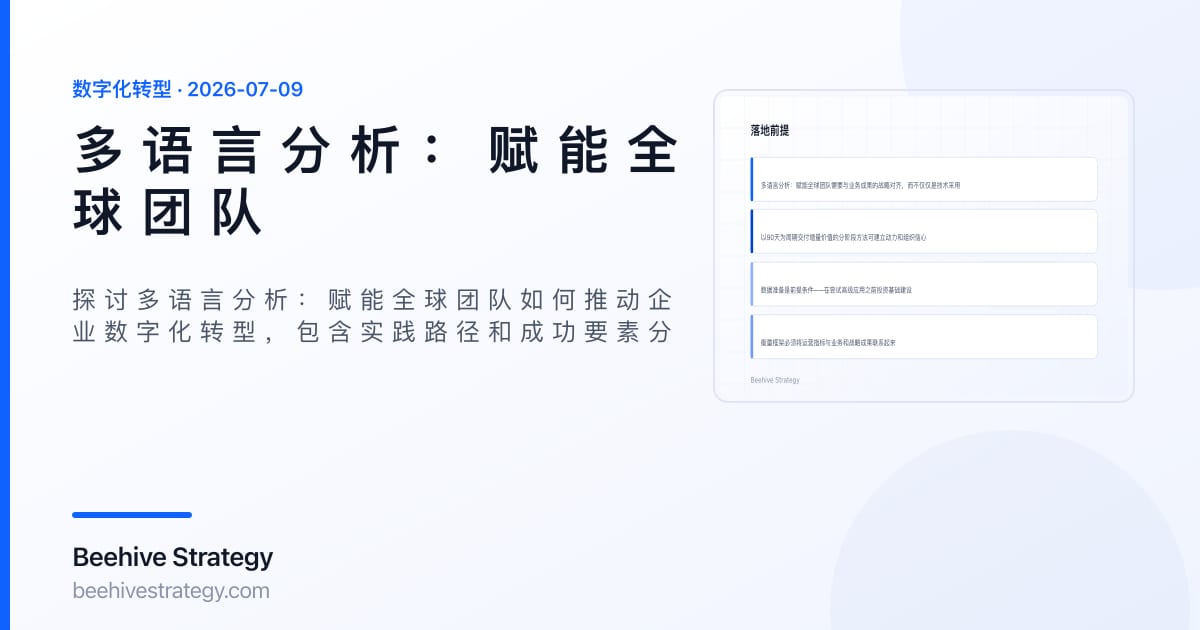 数字化转型 · 2026-07-09
多语言分析：赋能全
球团队
探讨多语言分析：赋能全球团队如何推动企
业数字化转型，包含实践路径和成功要素分
Beehive Strategy
beehivestrategy.com
落地前提
多语言分析：赋能全球团队需要与业务成果的战略对齐，而不仅仅是技术采用
以90天为周期交付增量价值的分阶段方法可建立动力和组织信心
数据准备是前提条件——在尝试高级应用之前投资基础建设
衡量框架必须将运营指标与业务和战略成果联系起来
Beehive Strategy